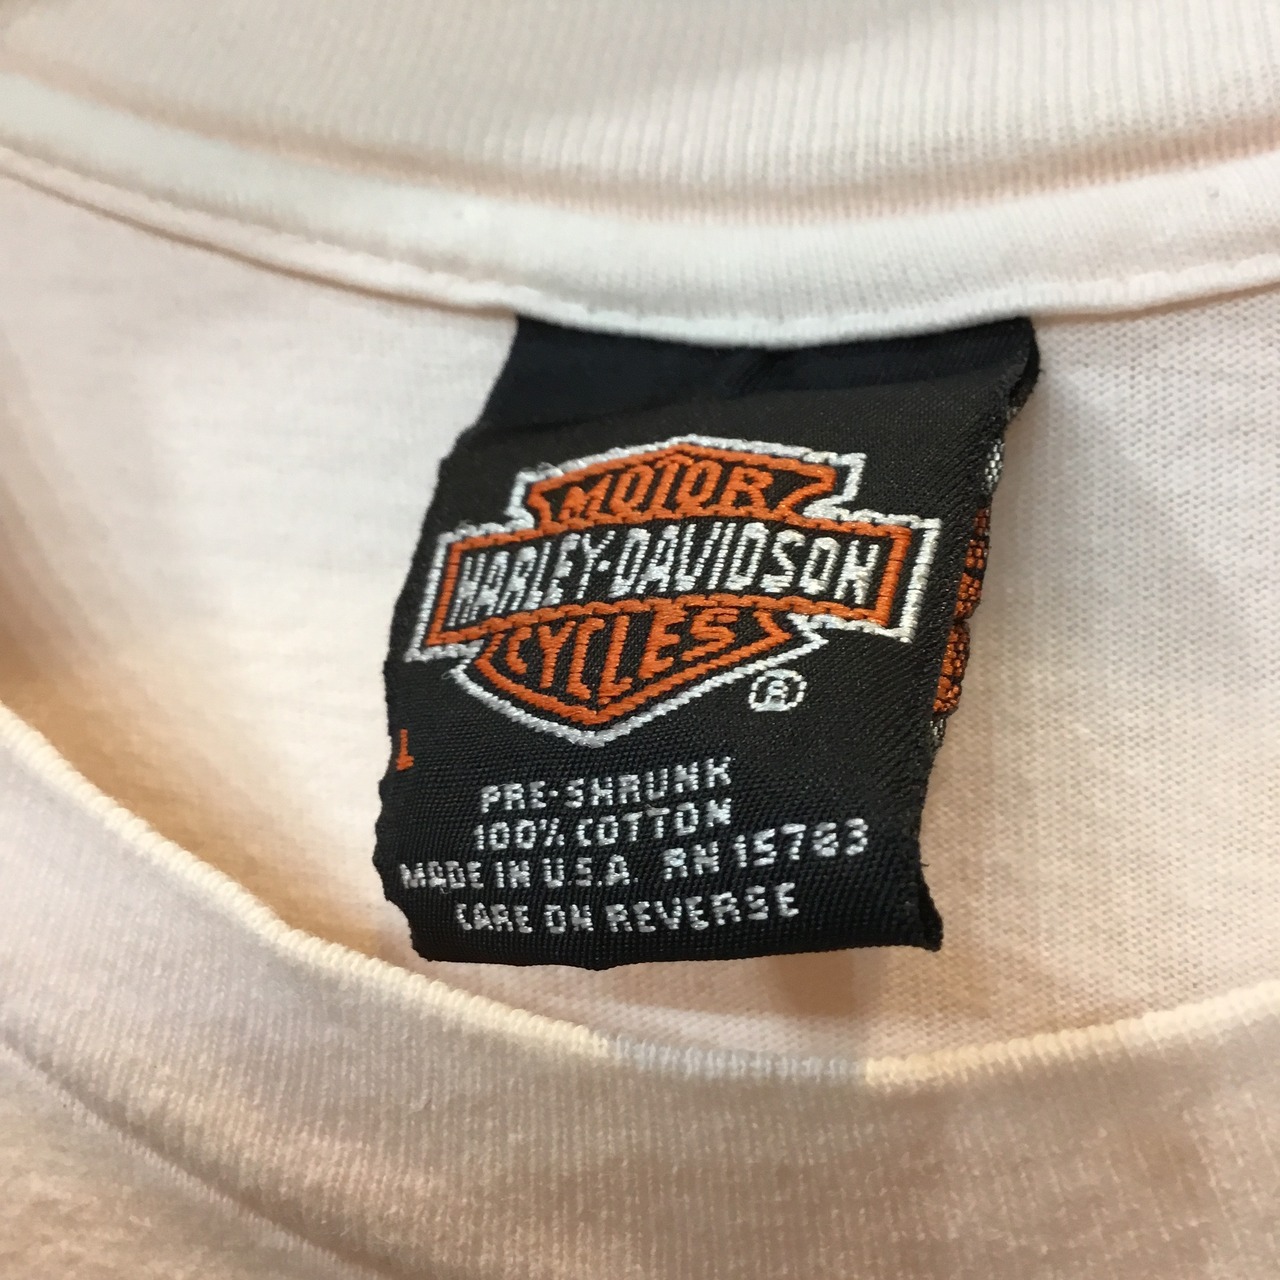 MOTOR
HARLEY-DAVIDSON
CYCLES
®
L
PRE-SHRUNK
100% COTTON
MADE IN U.S.A. RN 15763
CARE ON REVERSE